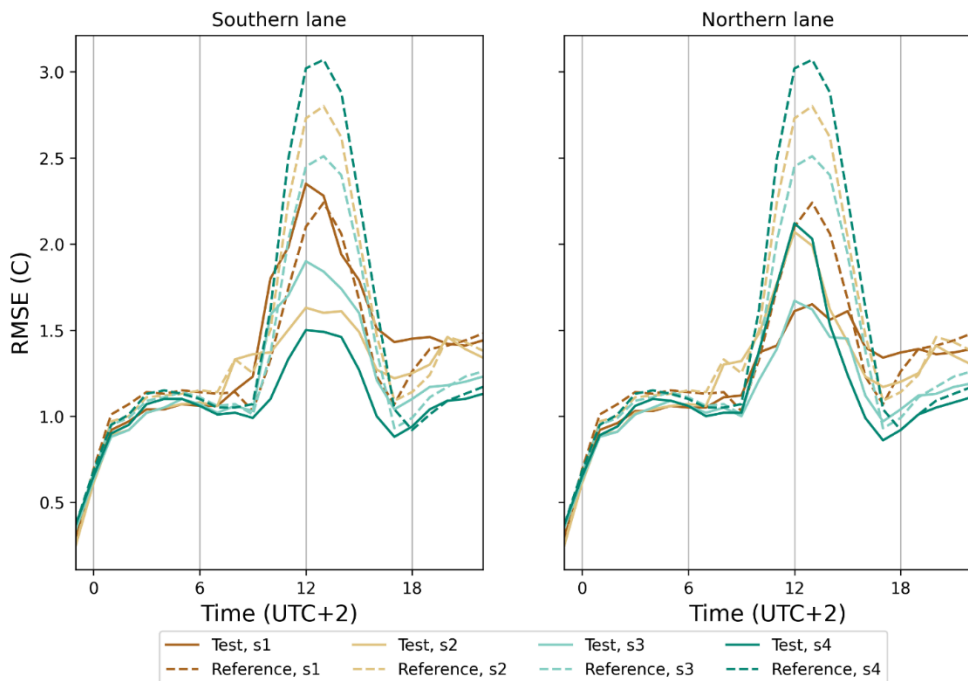 Southern lane
Northern lane
RMSE (C)
3.0
2.5
2.0
1.5
1.0
0.5
0 6 12 18
0 6 12 18
Time (UTC+2)
Time (UTC+2)
Test, s1 Test, s2 Test, s3 Test, s4
Reference, s1 Reference, s2 Reference, s3 Reference, s4